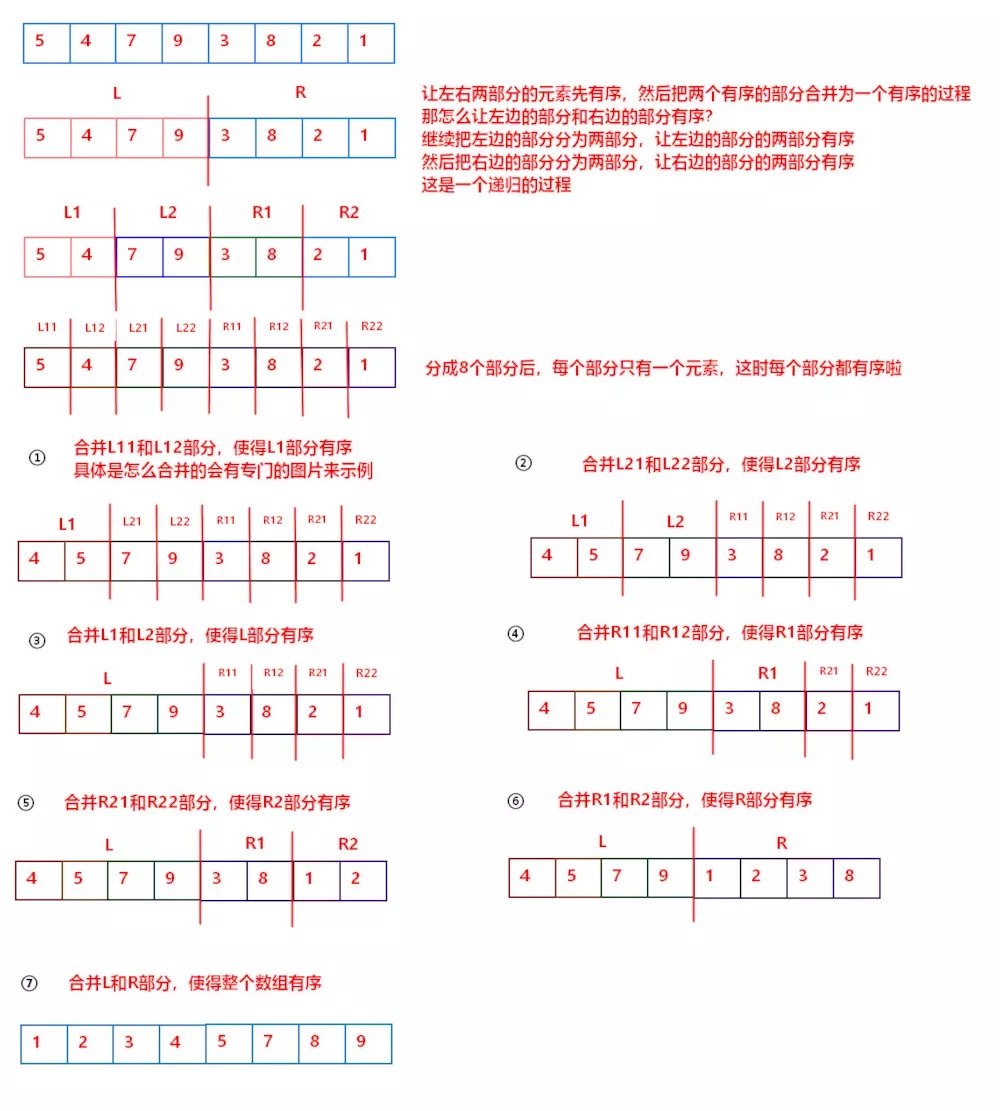 5 4 7 9 3 8 2 1
L R
5 4 7 9 3 8 2 1
让左右两部分的元素先有序，然后把两个有序的部分合并为一个有序的过程
那怎么让左边的部分和右边的部分有序?
继续把左边的部分分为两部分，让左边的部分的两部分有序
然后把右边的部分分为两部分，让右边的部分的两部分有序
这是一个递归的过程
L1 L2 R1 R2
5 4 7 9 3 8 2 1
L11 L12 L21 L22 R11 R12 R21 R22
5 4 7 9 3 8 2 1
分成8个部分后，每个部分只有一个元素，这时每个部分都有序啦
① 合并L11和L12部分，使得L1部分有序
具体是怎么合并的会有专门的图片来示例
L1 L21 L22 R11 R12 R21 R22
4 5 7 9 3 8 2 1
② 合并L21和L22部分，使得L2部分有序
L1 L2 R11 R12 R21 R22
4 5 7 9 3 8 2 1
③ 合并L1和L2部分，使得L部分有序
L R11 R12 R21 R22
4 5 7 9 3 8 2 1
④ 合并R11和R12部分，使得R1部分有序
L R1 R21 R22
4 5 7 9 3 8 2 1
⑤ 合并R21和R22部分，使得R2部分有序
L R1 R2
4 5 7 9 3 8 1 2
⑥ 合并R1和R2部分，使得R部分有序
L R
4 5 7 9 1 2 3 8
⑦ 合并L和R部分，使得整个数组有序
1 2 3 4 5 7 8 9